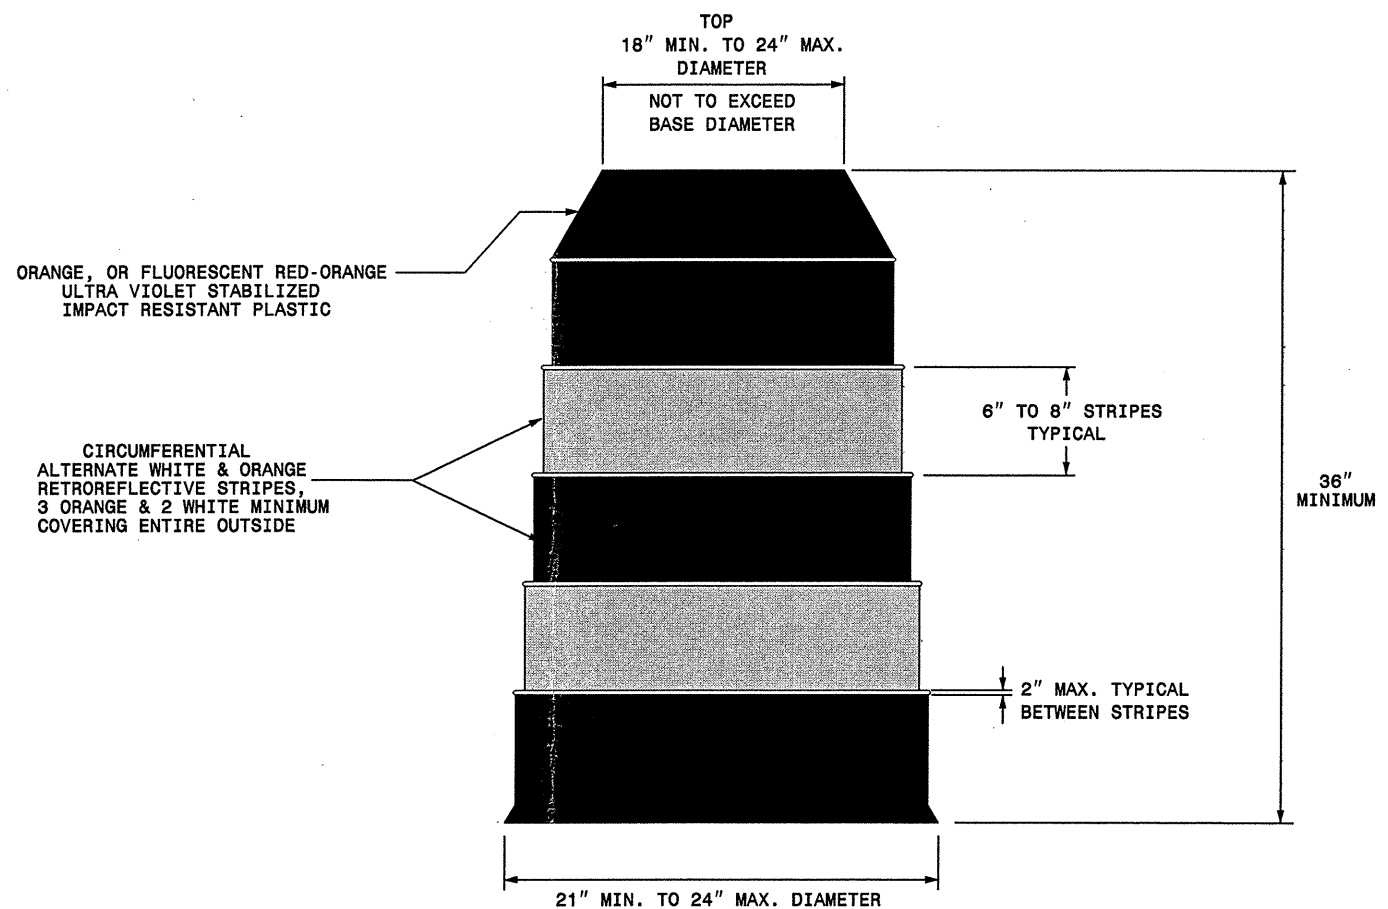 TOP
18" MIN. TO 24" MAX.
DIAMETER
NOT TO EXCEED
BASE DIAMETER
ORANGE, OR FLUORESCENT RED-ORANGE
ULTRA VIOLET STABILIZED
IMPACT RESISTANT PLASTIC
6" TO 8" STRIPES
TYPICAL
CIRCUMFERENTIAL
ALTERNATE WHITE & ORANGE
RETROREFLECTIVE STRIPES,
3 ORANGE & 2 WHITE MINIMUM
COVERING ENTIRE OUTSIDE
36"
MINIMUM
2" MAX. TYPICAL
BETWEEN STRIPES
21" MIN. TO 24" MAX. DIAMETER